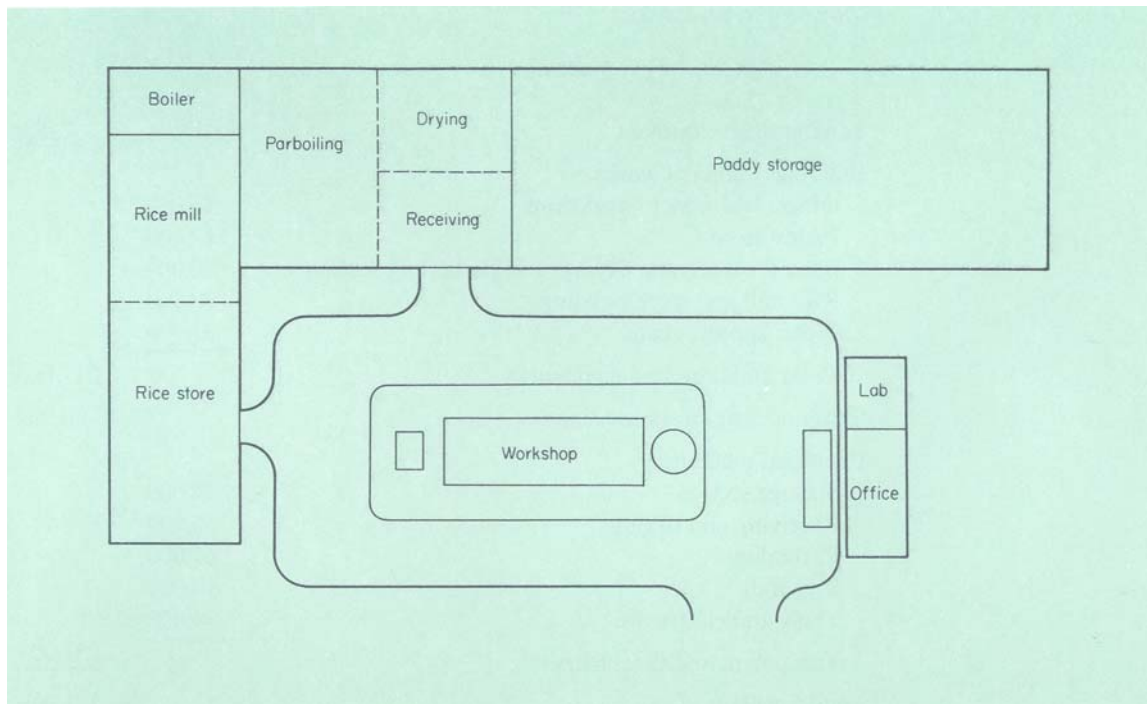 Boiler
Drying
Parboiling
Paddy storage
Rice mill
Receiving
Rice store
Lab
Workshop
Office